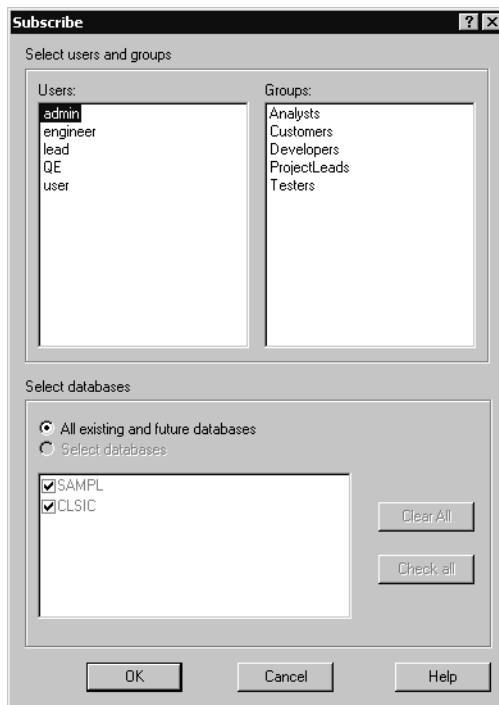 Subscribe
Select users and groups
Users:
admin
engineer
lead
QE
user
Groups:
Analysts
Customers
Developers
ProjectLeads
Testers
Select databases
All existing and future databases
Select databases
SAMPL
CLSIC
Clear All
Check all
OK
Cancel
Help